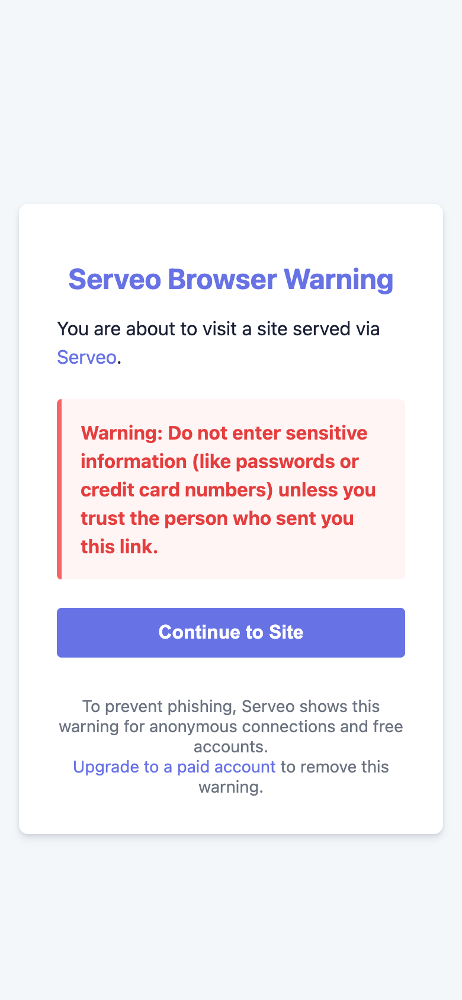 Serveo Browser Warning
You are about to visit a site served via
Serveo.
Warning: Do not enter sensitive
information (like passwords or
credit card numbers) unless you
trust the person who sent you
this link.
Continue to Site
To prevent phishing, Serveo shows this
warning for anonymous connections and free
accounts.
Upgrade to a paid account to remove this
warning.